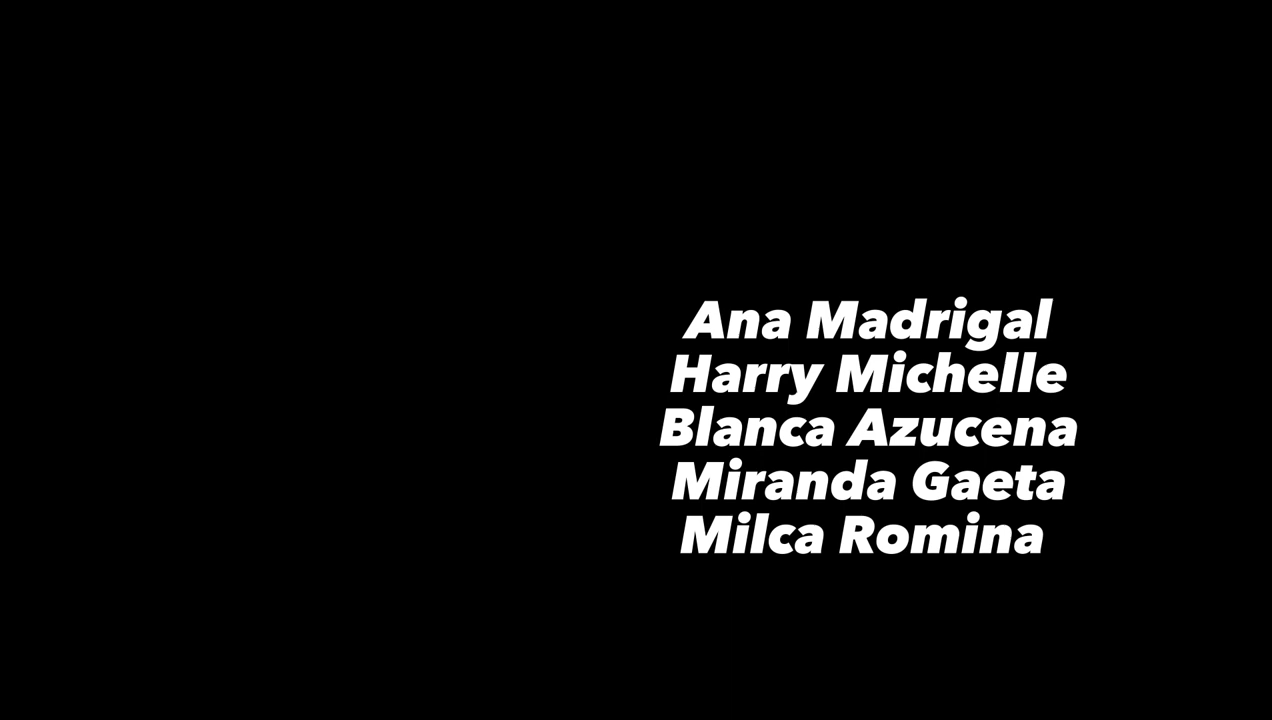 Ana Madrigal
Harry Michelle
Blanca Azucena
Miranda Gaeta
Milca Romina